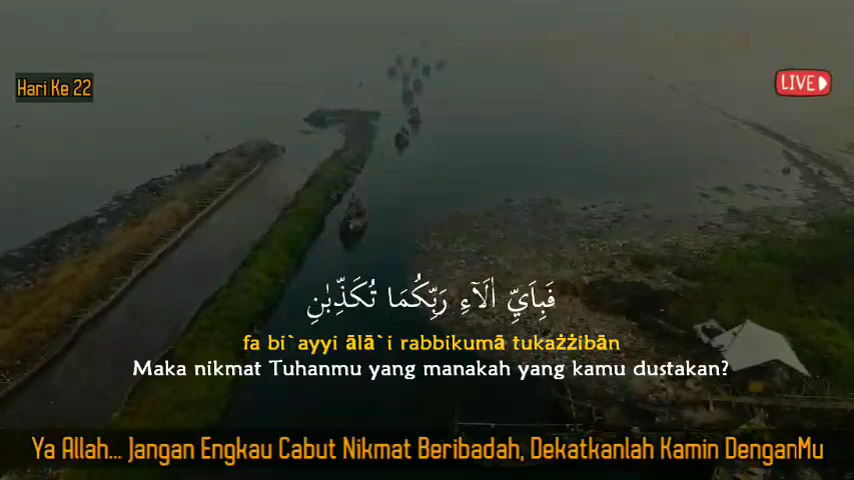 Hari Ke 22
LIVE
فَبِاَيِّ اٰلَاۤءِ رَبِّكُمَا تُكَذِّبٰنِ
fa bi`ayyi ālā`i rabbikumā tukażżibān
Maka nikmat Tuhanmu yang manakah yang kamu dustakan?
Ya Allah... Jangan Engkau Cabut Nikmat Beribadah, Dekatkanlah Kamin DenganMu